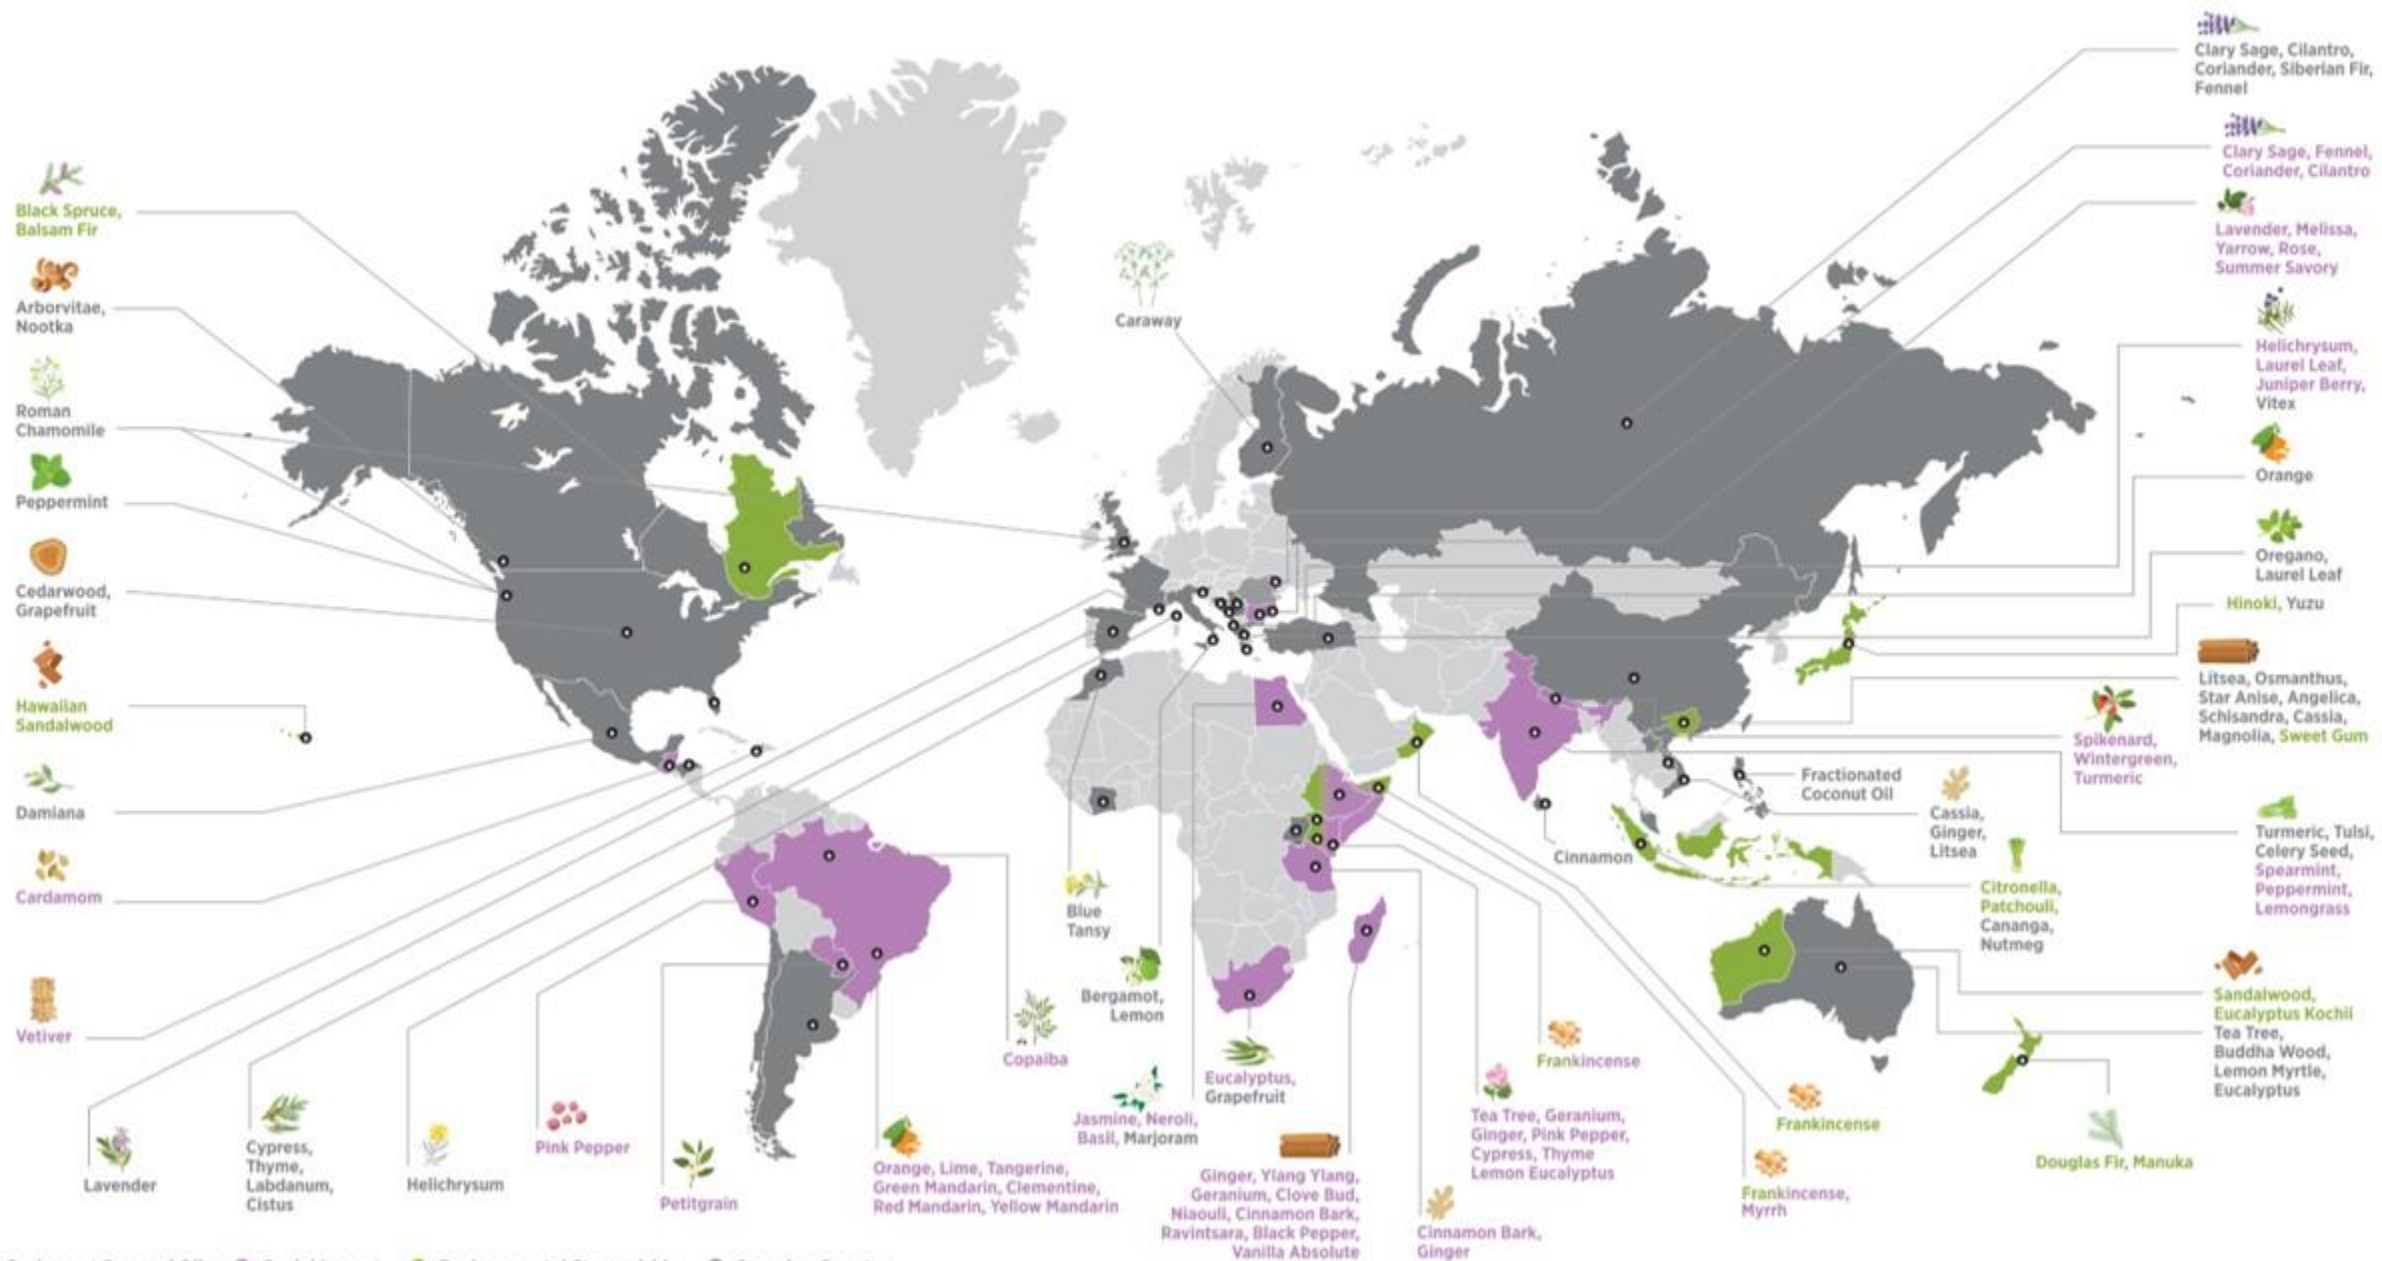 Black Spruce,
Balsam Fir
Arborvitae,
Nootka
Roman
Chamomile
Peppermint
Cedarwood,
Grapefruit
Hawaiian
Sandalwood
Damiana
Cardamom
Vetiver
Lavender
Cypress,
Thyme,
Labdanum,
Cistus
Helichrysum
Pink Pepper
Petitgrain
Orange, Lime, Tangerine,
Green Mandarin, Clementine,
Red Mandarin, Yellow Mandarin
Copaiba
Caraway
Blue
Tansy
Bergamot,
Lemon
Jasmine, Neroli,
Basil, Marjoram
Eucalyptus,
Grapefruit
Ginger, Ylang Ylang,
Geranium, Clove Bud,
Niaouli, Cinnamon Bark,
Ravintsara, Black Pepper,
Vanilla Absolute
Cinnamon Bark,
Ginger
Tea Tree, Geranium,
Ginger, Pink Pepper,
Cypress, Thyme
Lemon Eucalyptus
Frankincense
Frankincense,
Myrrh
Frankincense
Cinnamon
Fractionated
Coconut Oil
Cassia,
Ginger,
Litsea
Citronella,
Patchouli,
Cananga,
Nutmeg
Clary Sage, Cilantro,
Coriander, Siberian Fir,
Fennel
Clary Sage, Fennel,
Coriander, Cilantro
Lavender, Melissa,
Yarrow, Rose,
Summer Savory
Helichrysum,
Laurel Leaf,
Juniper Berry,
Vitex
Orange
Oregano,
Laurel Leaf
Hinoki, Yuzu
Litsea, Osmanthus,
Star Anise, Angelica,
Schisandra, Cassia,
Magnolia, Sweet Gum
Spikenard,
Wintergreen,
Turmeric
Turmeric, Tulsi,
Celery Seed,
Spearmint,
Peppermint,
Lemongrass
Sandalwood,
Eucalyptus Kochii
Tea Tree,
Buddha Wood,
Lemon Myrtle,
Eucalyptus
Douglas Fir, Manuka